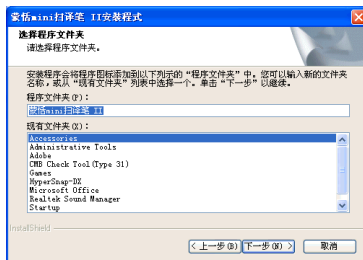 蒙恬mini扫译笔 II安装程式
选择程序文件夹
请选择程序文件夹。
安装程序会将程序图标添加到以下列示的“程序文件夹”中。您可以输入新的文件夹
名称，或从“现有文件夹”列表中选择一个。单击“下一步”以继续。
程序文件夹(P)：
蒙恬mini扫译笔 II
现有文件夹(X)：
Accessories
Administrative Tools
Adobe
CMB Check Tool(Type 31)
Games
HyperSnap-DX
Microsoft Office
Realtek Sound Manager
Startup
InstallShield
< 上一步(B) 下一步(N) > 取消